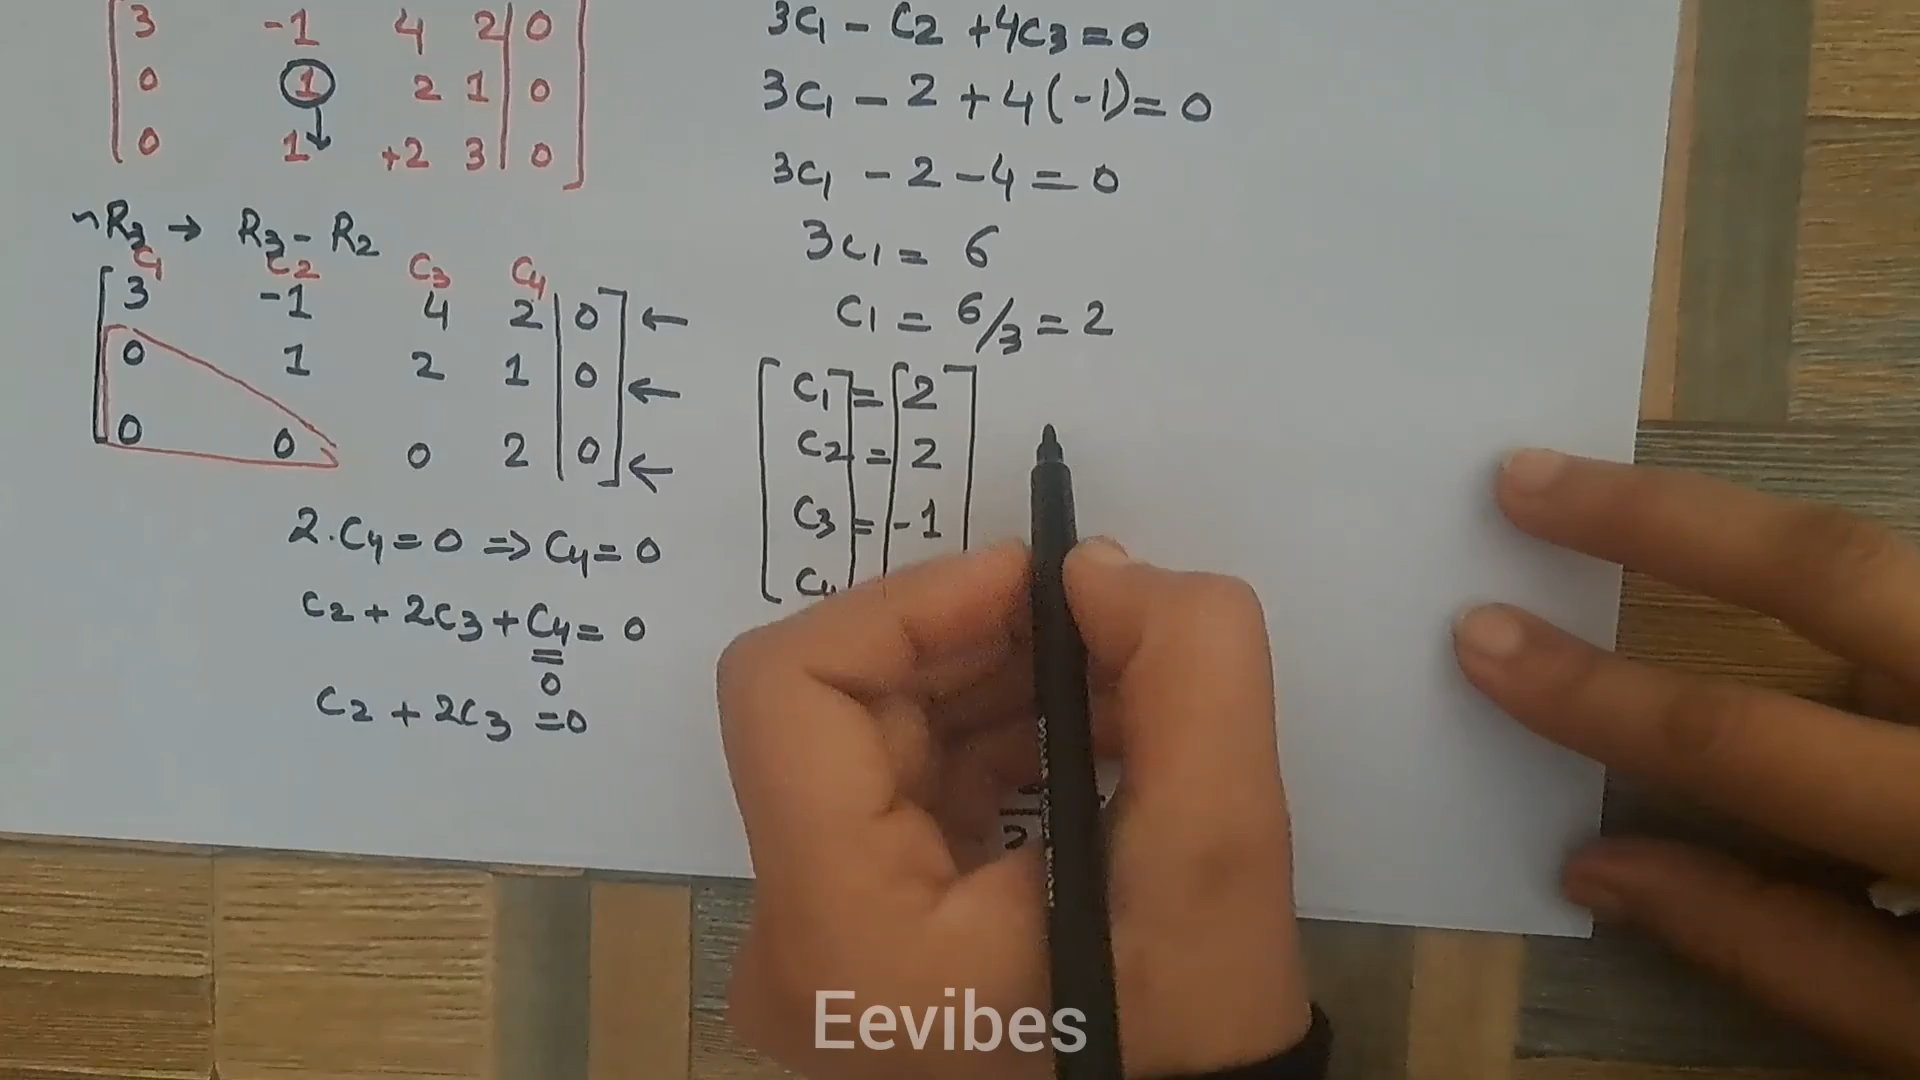 3 -1 4 2 | 0
0 1 2 1 | 0
0 1 +2 3 | 0
~R3 → R3 - R2
C1 C2 C3 C4
3 -1 4 2 | 0 ←
0 1 2 1 | 0 ←
0 0 0 2 | 0 ←
2.C4 = 0 => C4 = 0
C2 + 2C3 + C4 = 0
0
C2 + 2C3 = 0
3C1 - C2 + 4C3 = 0
3C1 - 2 + 4(-1) = 0
3C1 - 2 - 4 = 0
3C1 = 6
C1 = 6/3 = 2
C1 = 2
C2 = 2
C3 = -1
C4
Eevibes